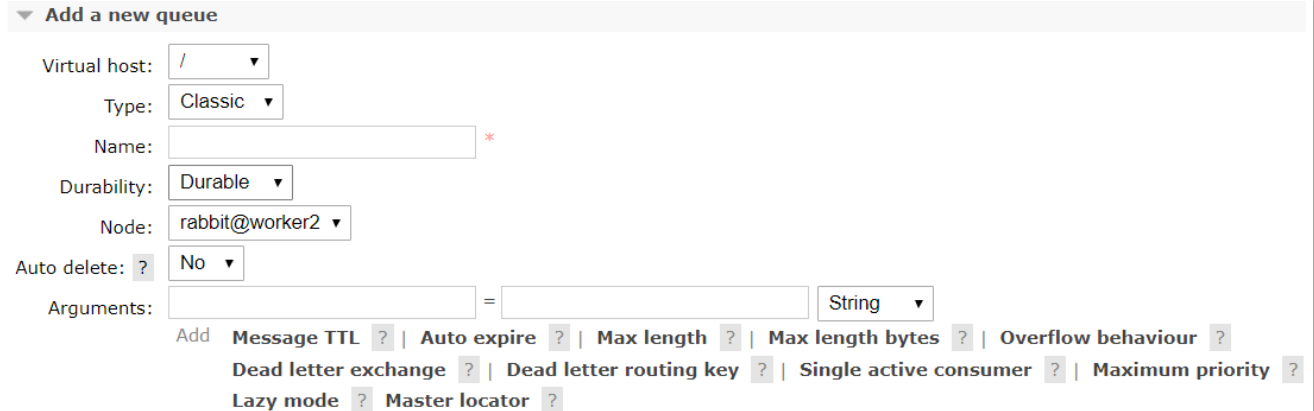 Add a new queue
Virtual host: /
Type: Classic
Name: *
Durability: Durable
Node: rabbit@worker2
Auto delete: ? No
Arguments: = String
Add Message TTL ? | Auto expire ? | Max length ? | Max length bytes ? | Overflow behaviour ?
Dead letter exchange ? | Dead letter routing key ? | Single active consumer ? | Maximum priority ?
Lazy mode ? Master locator ?